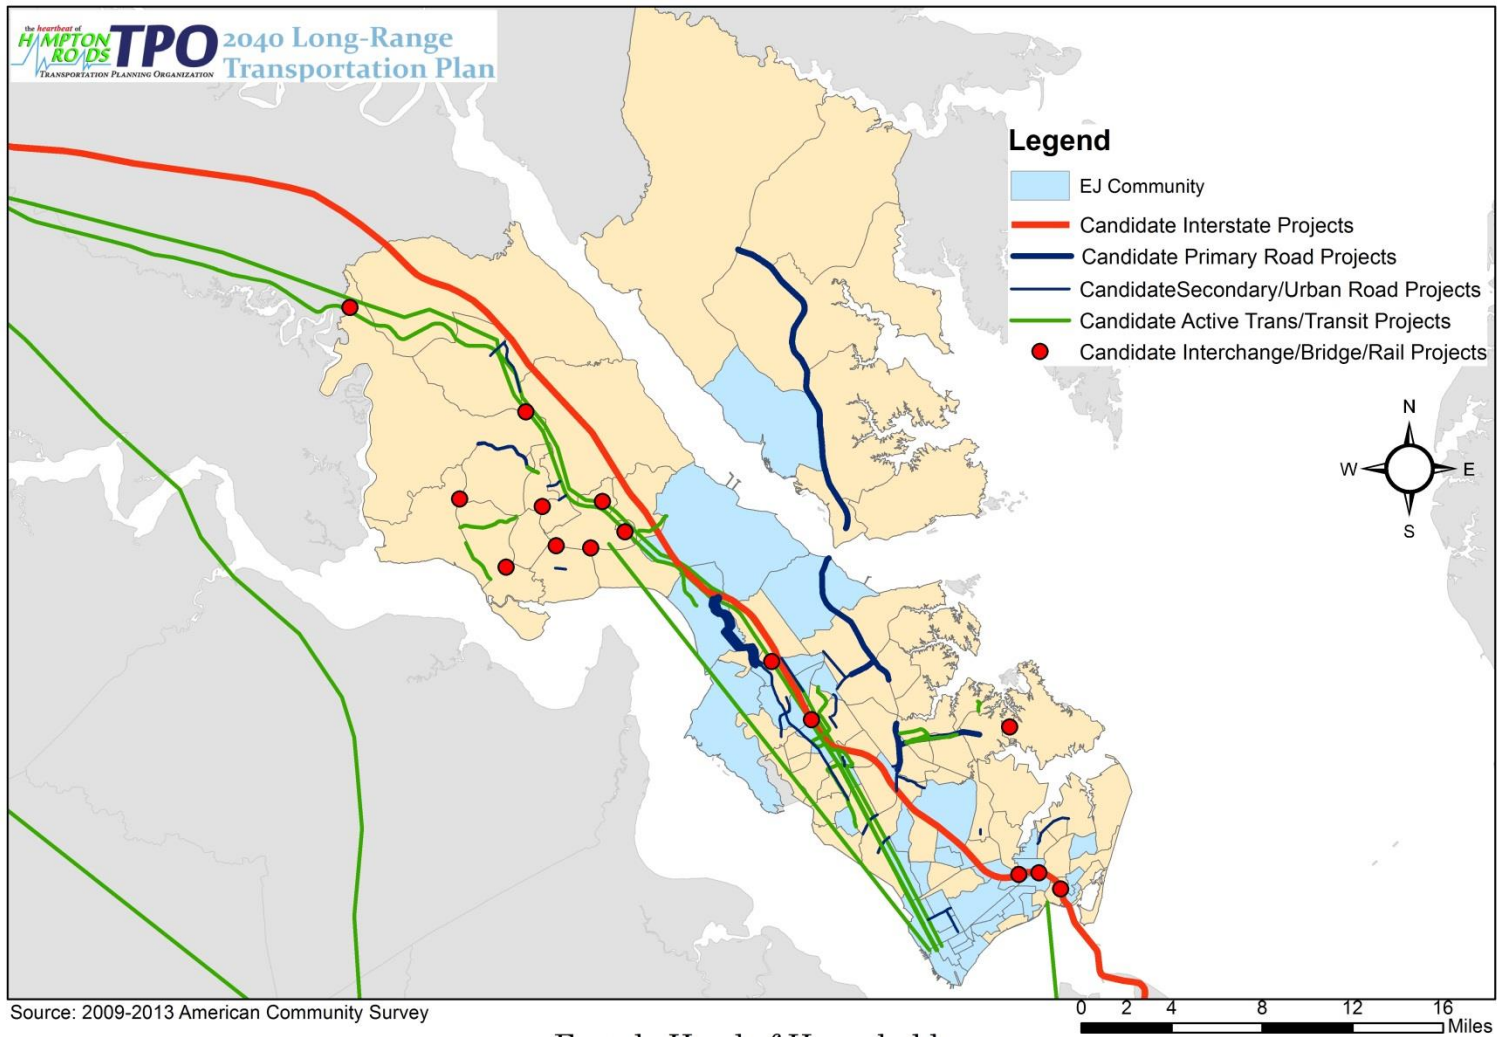 the heartbeat of
HAMPTON
ROADS
TPO
TRANSPORTATION PLANNING ORGANIZATION
2040 Long-Range
Transportation Plan
Legend
EJ Community
Candidate Interstate Projects
Candidate Primary Road Projects
CandidateSecondary/Urban Road Projects
Candidate Active Trans/Transit Projects
Candidate Interchange/Bridge/Rail Projects
N
W E
S
0 2 4 8 12 16
Miles
Source: 2009-2013 American Community Survey